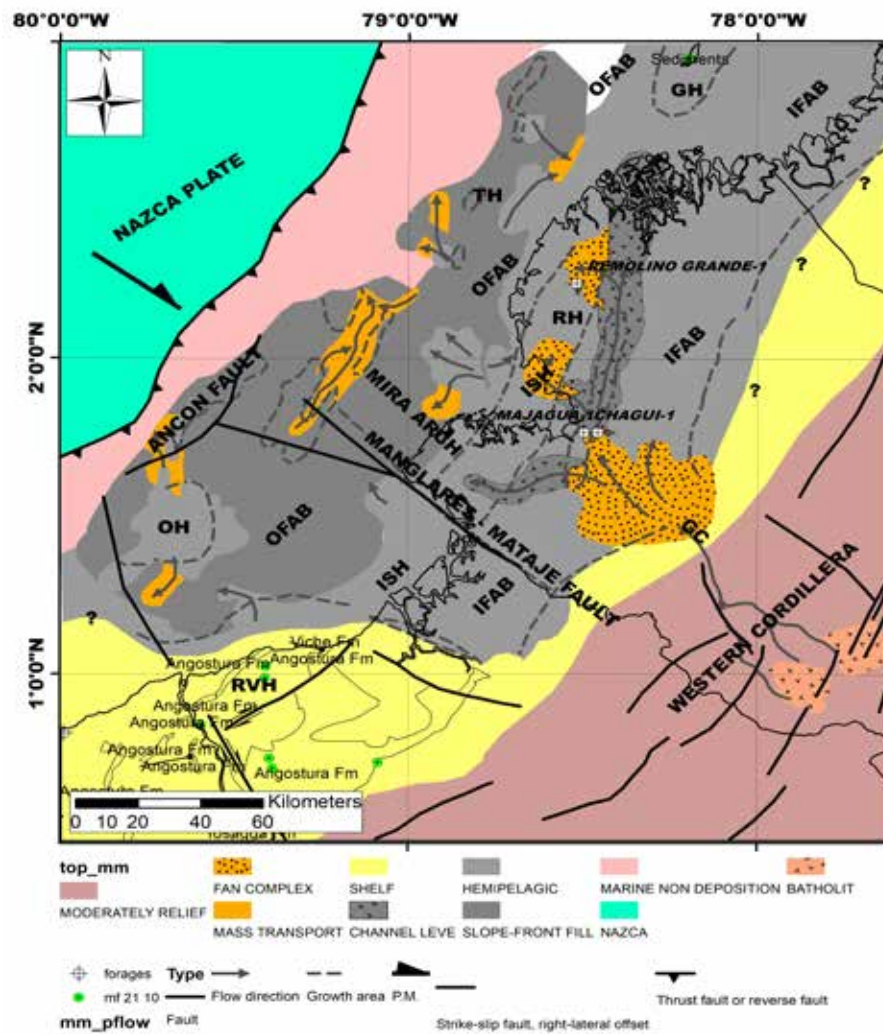 80°0'0"W 79°0'0"W 78°0'0"W
N
Sediments
OFAB
GH
IFAB
NAZCA PLATE
TH
?
REMOLINO GRANDE-1
OFAB
?
RH
2°0'0"N
IFAB
ANCON FAULT
MIRA ARCH
ISH
?
MAJAGUA 1CHAGUI-1
MANGLARES - MATAJE FAULT
OH
OFAB
GC
ISH
IFAB
WESTERN CORDILLERA
?
1°0'0"N
Viche Fm
Angostura Fm
Angostura Fm
RVH
Angostura Fm
Angostura Fm
Angostura Fm
Angostura Fm
Angostura Fm
Kilometers
0 10 20 40 60
top_mm
FAN COMPLEX SHELF HEMIPELAGIC MARINE NON DEPOSITION BATHOLIT
MODERATELY RELIEF
MASS TRANSPORT CHANNEL LEVE SLOPE-FRONT FILL NAZCA
forages Type
Flow direction Growth area P.M.
Thrust fault or reverse fault
mf 21 10
mm_pflow Fault
Strike-slip fault, right-lateral offset